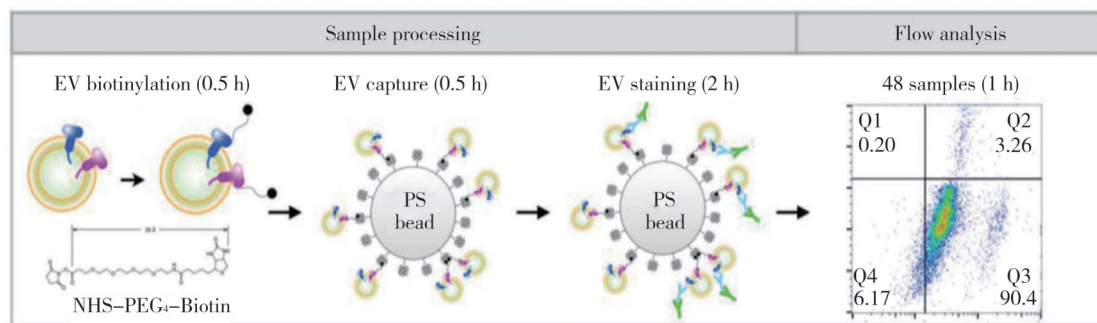 Sample processing
Flow analysis
EV biotinylation (0.5 h)
EV capture (0.5 h)
EV staining (2 h)
48 samples (1 h)
PS
bead
PS
bead
NHS–PEG₄–Biotin
Q1
0.20
Q2
3.26
Q4
6.17
Q3
90.4